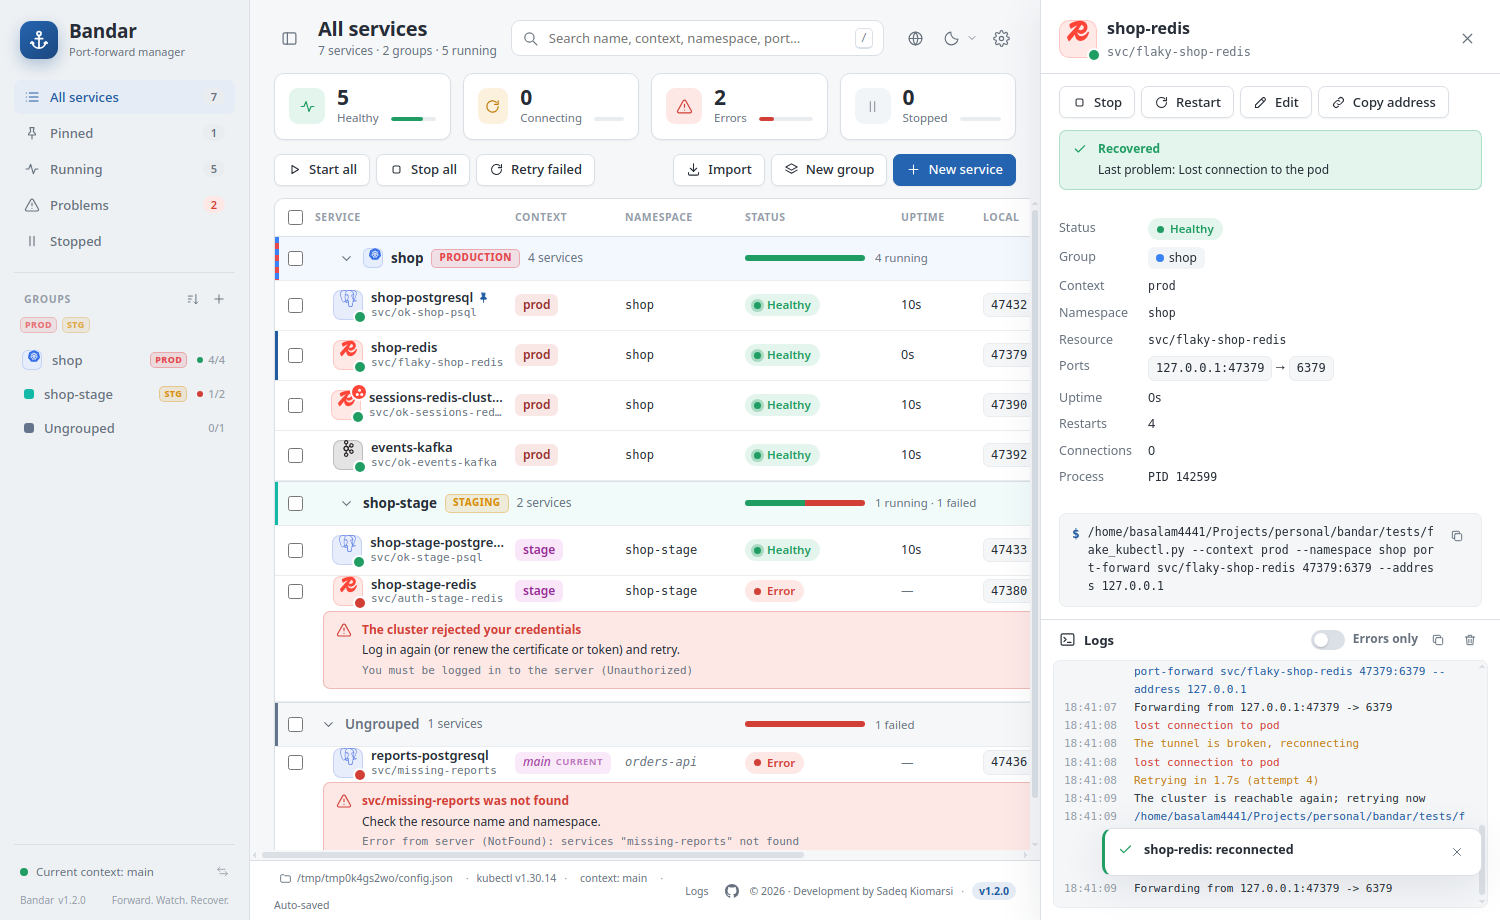 Bandar
Port-forward manager
All services 7
Pinned 1
Running 5
Problems 2
Stopped
GROUPS
PROD STG
shop PROD 4/4
shop-stage STG 1/2
Ungrouped 0/1
Current context: main
Bandar v1.2.0 Forward. Watch. Recover.
All services
7 services · 2 groups · 5 running
Search name, context, namespace, port... /
5 Healthy
0 Connecting
2 Errors
0 Stopped
Start all Stop all Retry failed Import New group New service
SERVICE CONTEXT NAMESPACE STATUS UPTIME LOCAL
shop PRODUCTION 4 services 4 running
shop-postgresql prod shop Healthy 10s 47432
svc/ok-shop-psql
shop-redis prod shop Healthy 0s 47379
svc/flaky-shop-redis
sessions-redis-clust... prod shop Healthy 10s 47390
svc/ok-sessions-red...
events-kafka prod shop Healthy 10s 47392
svc/ok-events-kafka
shop-stage STAGING 2 services 1 running · 1 failed
shop-stage-postgre... stage shop-stage Healthy 10s 47433
svc/ok-stage-psql
shop-stage-redis stage shop-stage Error — 47380
svc/auth-stage-redis
The cluster rejected your credentials
Log in again (or renew the certificate or token) and retry.
You must be logged in to the server (Unauthorized)
Ungrouped 1 services 1 failed
reports-postgresql main CURRENT orders-api Error — 47436
svc/missing-reports
svc/missing-reports was not found
Check the resource name and namespace.
Error from server (NotFound): services "missing-reports" not found
/tmp/tmp0k4gs2wo/config.json · kubectl v1.30.14 · context: main ·
Auto-saved
Logs © 2026 · Development by Sadeq Kiomarsi · v1.2.0
shop-redis
svc/flaky-shop-redis
Stop Restart Edit Copy address
Recovered
Last problem: Lost connection to the pod
Status Healthy
Group shop
Context prod
Namespace shop
Resource svc/flaky-shop-redis
Ports 127.0.0.1:47379 → 6379
Uptime 0s
Restarts 4
Connections 0
Process PID 142599
$ /home/basalam4441/Projects/personal/bandar/tests/f
ake_kubectl.py --context prod --namespace shop por
t-forward svc/flaky-shop-redis 47379:6379 --addres
s 127.0.0.1
Logs Errors only
port-forward svc/flaky-shop-redis 47379:6379 --
address 127.0.0.1
18:41:07 Forwarding from 127.0.0.1:47379 -> 6379
18:41:08 lost connection to pod
18:41:08 The tunnel is broken, reconnecting
18:41:08 lost connection to pod
18:41:08 Retrying in 1.7s (attempt 4)
18:41:09 The cluster is reachable again; retrying now
18:41:09 /home/basalam4441/Projects/personal/bandar/tests/f
shop-redis: reconnected
18:41:09 Forwarding from 127.0.0.1:47379 -> 6379